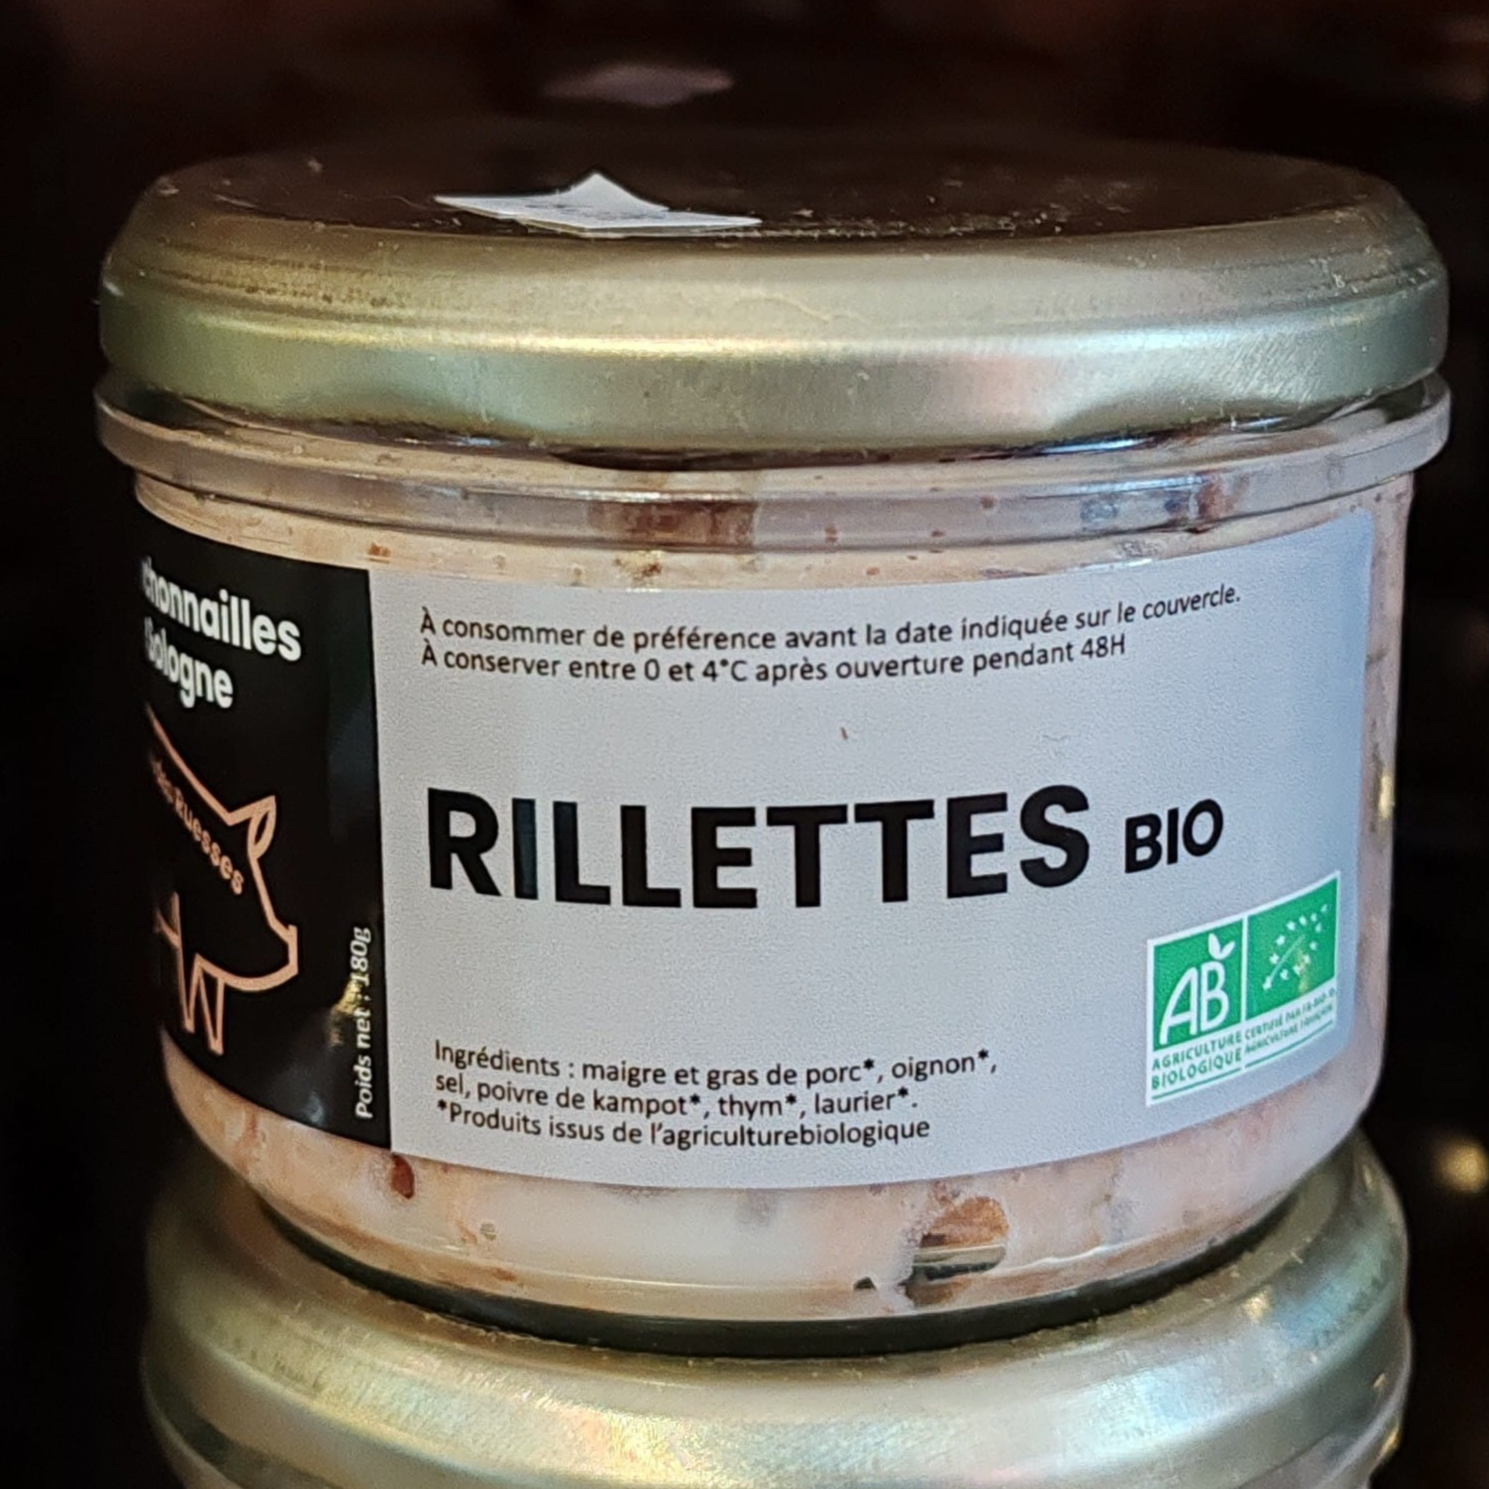 chonnailles
Sologne
Ruesses
Poids net : 180g
À consommer de préférence avant la date indiquée sur le couvercle.
À conserver entre 0 et 4°C après ouverture pendant 48H
RILLETTES BIO
AB
AGRICULTURE
BIOLOGIQUE
Ingrédients : maigre et gras de porc*, oignon*,
sel, poivre de kampot*, thym*, laurier*.
*Produits issus de l'agriculturebiologique